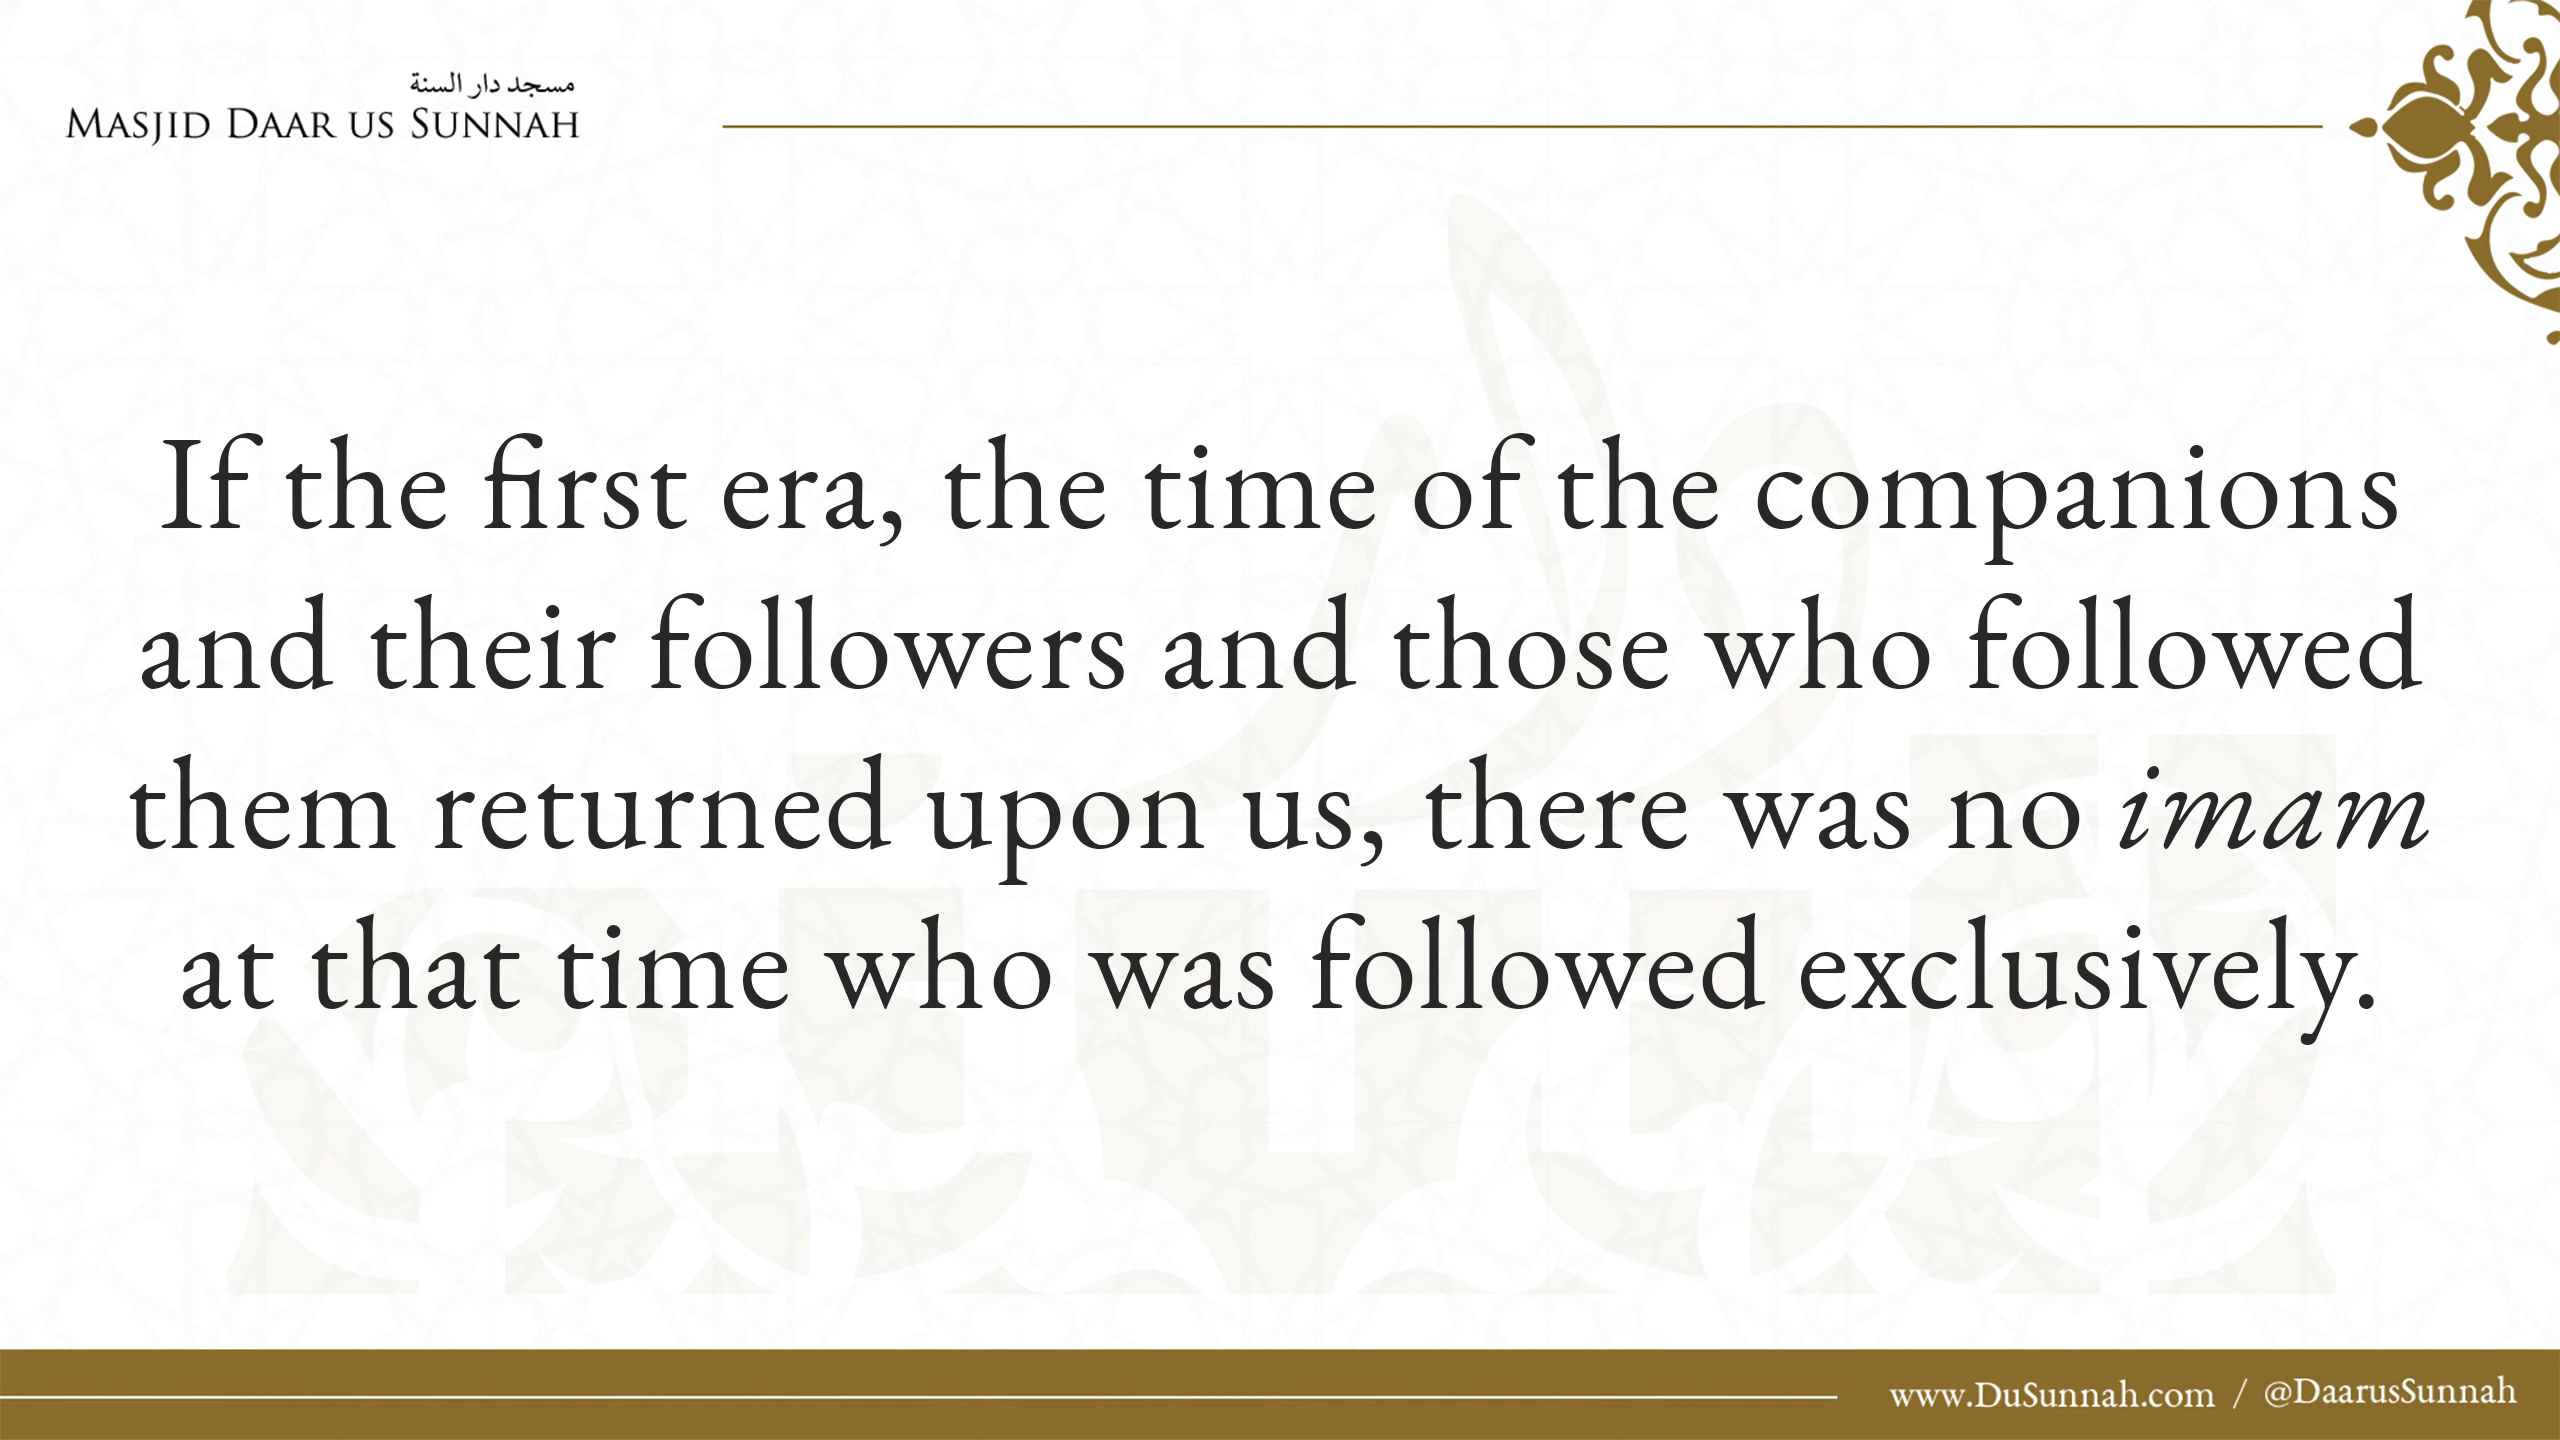 مسجد دار السنة
MASJID DAAR US SUNNAH
If the first era, the time of the companions
and their followers and those who followed
them returned upon us, there was no imam
at that time who was followed exclusively.
www.DuSunnah.com / @DaarusSunnah